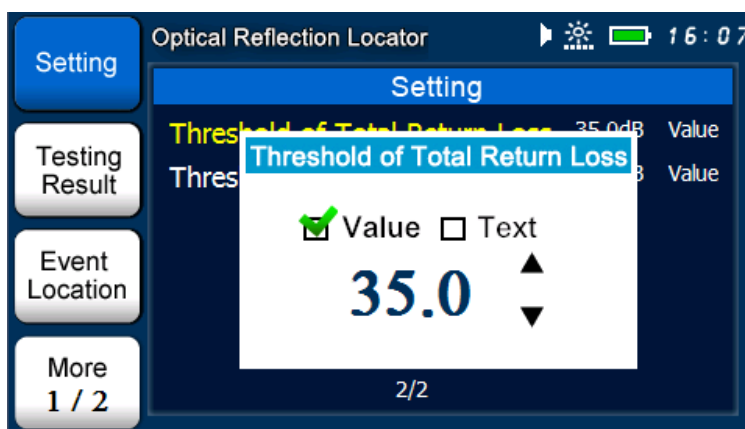 Setting
Optical Reflection Locator
16:07
Setting
Threshold of Total Return Loss 35.0dB Value
Thres B Value
Threshold of Total Return Loss
Value Text
35.0
Testing
Result
Event
Location
More
1 / 2
2/2